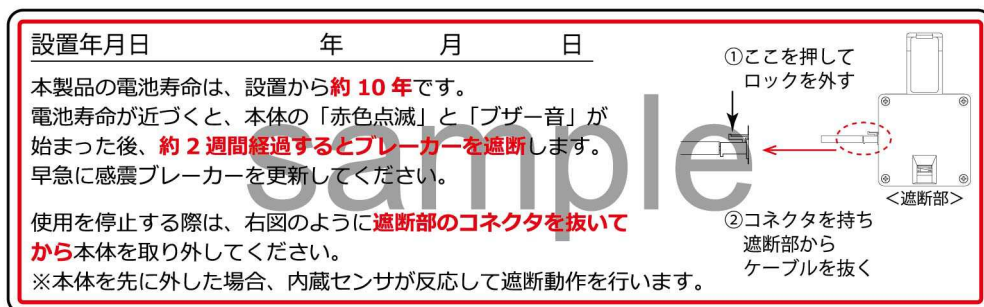 設置年月日 年 月 日
本製品の電池寿命は、設置から約 10 年です。
電池寿命が近づくと、本体の「赤色点滅」と「ブザー音」が
始まった後、約 2 週間経過するとブレーカーを遮断します。
早急に感震ブレーカーを更新してください。
使用を停止する際は、右図のように遮断部のコネクタを抜いて
から本体を取り外してください。
※本体を先に外した場合、内蔵センサが反応して遮断動作を行います。
①ここを押して
ロックを外す
<遮断部>
②コネクタを持ち
遮断部から
ケーブルを抜く
sample